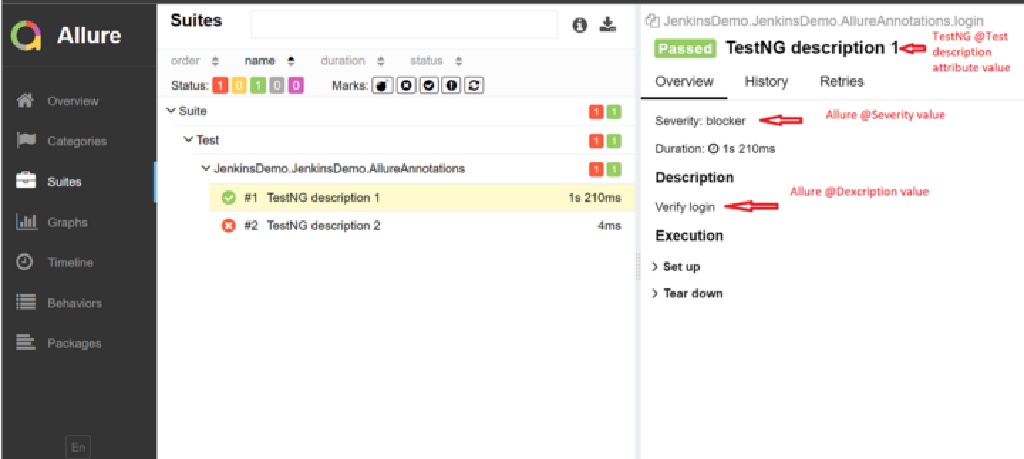 Allure
Overview
Categories
Suites
Graphs
Timeline
Behaviors
Packages
En
Suites
order name duration status
Status: 1 0 1 0 0 Marks:
Suite 1 1
Test 1 1
JenkinsDemo.JenkinsDemo.AllureAnnotations 1 1
#1 TestNG description 1 1s 210ms
#2 TestNG description 2 4ms
JenkinsDemo.JenkinsDemo.AllureAnnotations.login
Passed TestNG description 1
TestNG @Test
description
attribute value
Overview History Retries
Severity: blocker
Allure @Severity value
Duration: 1s 210ms
Description
Allure @Dexcription value
Verify login
Execution
Set up
Tear down